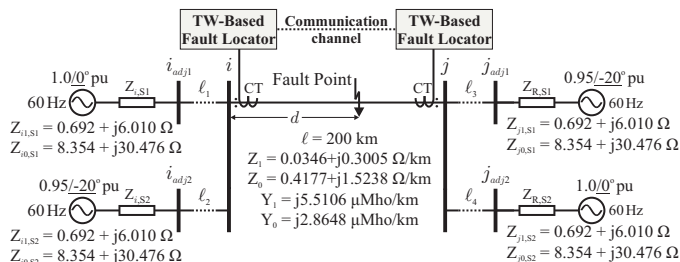 TW-Based
Fault Locator
Communication
channel
TW-Based
Fault Locator
i_adj1
i
j
j_adj1
1.0/0° pu
60 Hz
Z_i,S1
ℓ_1
CT
Fault Point
CT
ℓ_3
Z_R,S1
0.95/-20° pu
60 Hz
d
Z_i1,S1 = 0.692 + j6.010 Ω
Z_i0,S1 = 8.354 + j30.476 Ω
ℓ = 200 km
Z_1 = 0.0346+j0.3005 Ω/km
Z_0 = 0.4177+j1.5238 Ω/km
Y_1 = j5.5106 µMho/km
Y_0 = j2.8648 µMho/km
Z_j1,S1 = 0.692 + j6.010 Ω
Z_j0,S1 = 8.354 + j30.476 Ω
0.95/-20° pu
60 Hz
Z_i,S2
i_adj2
ℓ_2
j_adj2
ℓ_4
Z_R,S2
1.0/0° pu
60 Hz
Z_i1,S2 = 0.692 + j6.010 Ω
Z_i0,S2 = 8.354 + j30.476 Ω
Z_j1,S2 = 0.692 + j6.010 Ω
Z_j0,S2 = 8.354 + j30.476 Ω